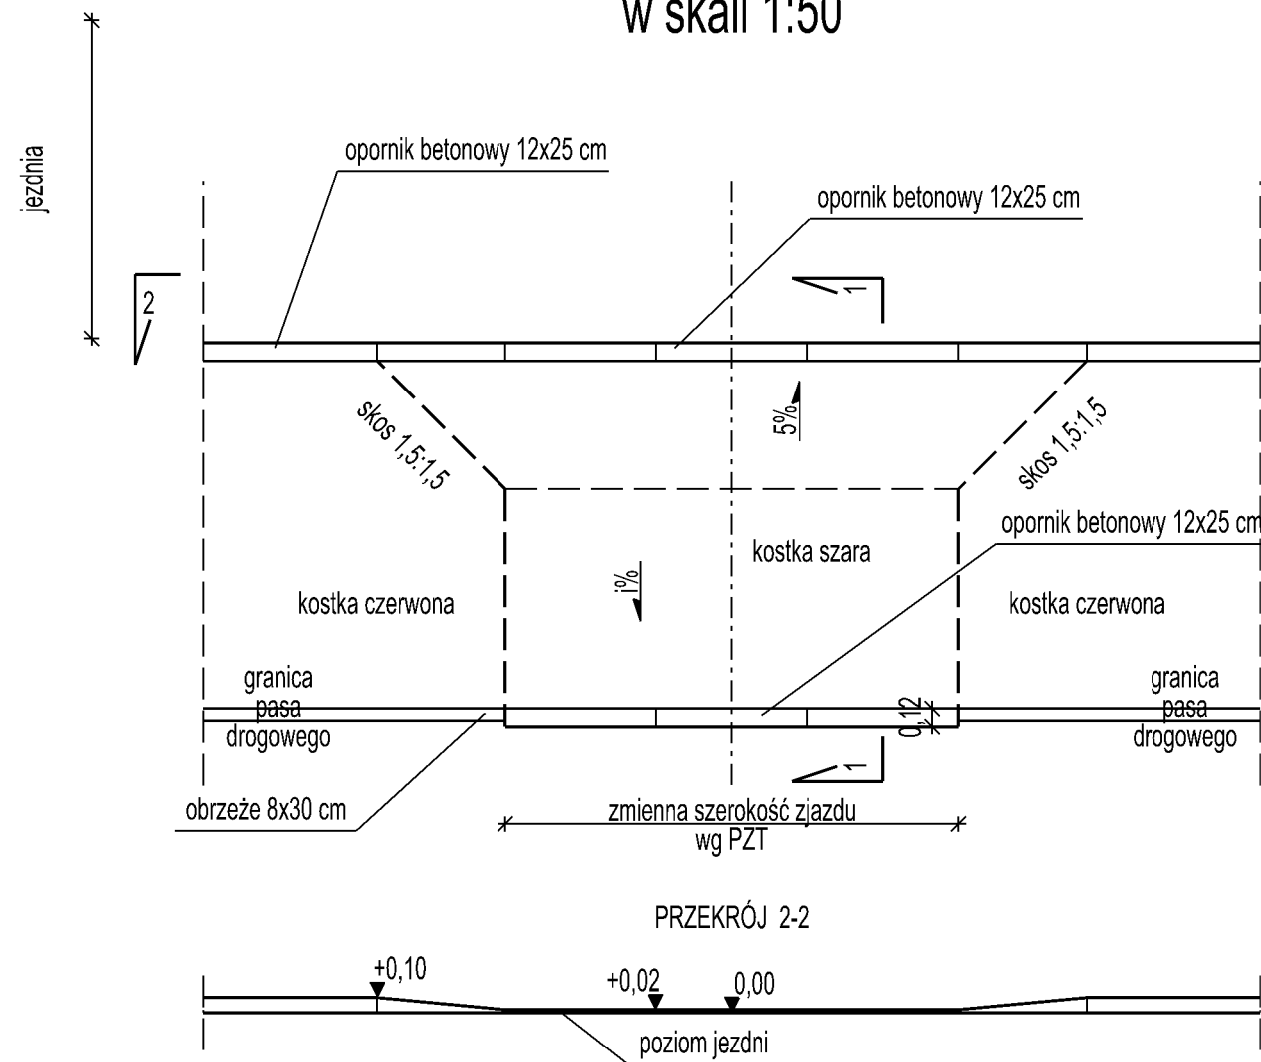 w skali 1:50
jezdnia
opornik betonowy 12x25 cm
opornik betonowy 12x25 cm
2
1
skos 1,5:1,5
5%
skos 1,5:1,5
opornik betonowy 12x25 cm
kostka szara
i%
kostka czerwona
kostka czerwona
granica
pasa
drogowego
granica
pasa
drogowego
0,12
1
obrzeże 8x30 cm
zmienna szerokość zjazdu
wg PZT
PRZEKRÓJ 2-2
+0,10
+0,02
0,00
poziom jezdni